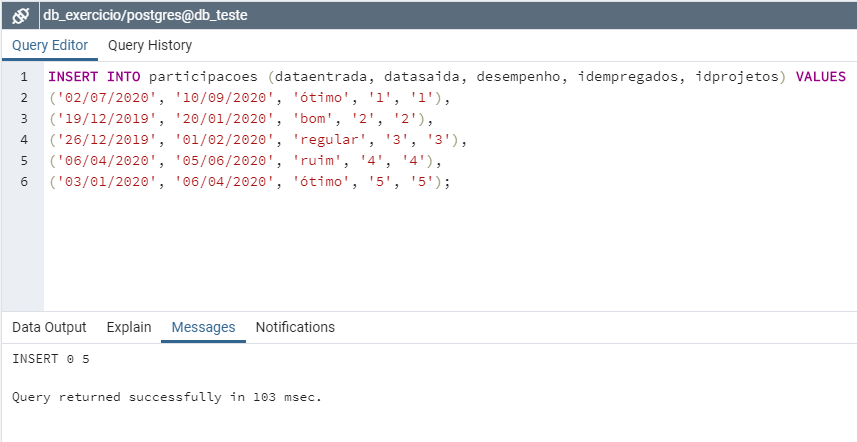 db_exercicio/postgres@db_teste
Query Editor Query History
1 INSERT INTO participacoes (dataentrada, datasaida, desempenho, idempregados, idprojetos) VALUES
2 ('02/07/2020', '10/09/2020', 'ótimo', '1', '1'),
3 ('19/12/2019', '20/01/2020', 'bom', '2', '2'),
4 ('26/12/2019', '01/02/2020', 'regular', '3', '3'),
5 ('06/04/2020', '05/06/2020', 'ruim', '4', '4'),
6 ('03/01/2020', '06/04/2020', 'ótimo', '5', '5');
Data Output Explain Messages Notifications
INSERT 0 5
Query returned successfully in 103 msec.